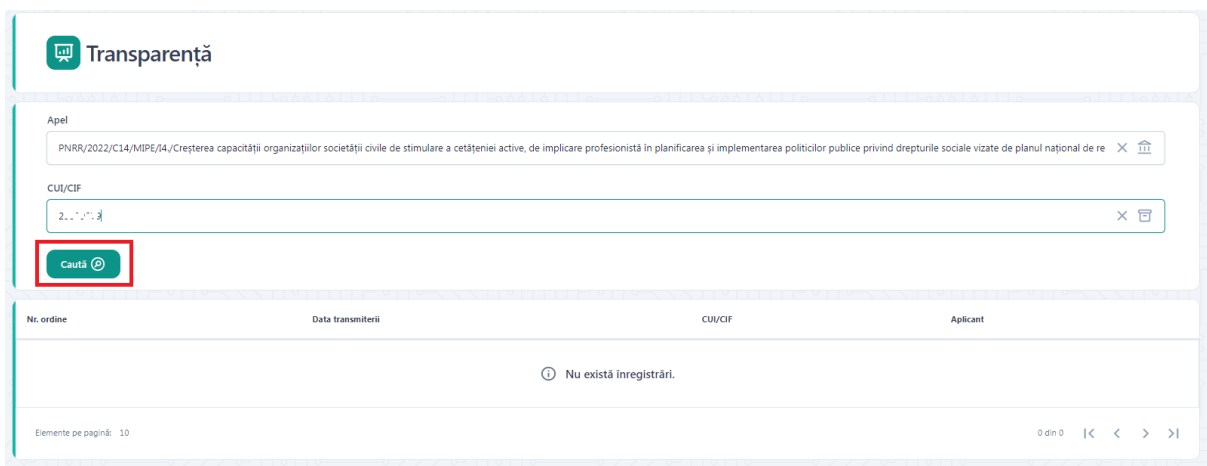 Transparență
Apel
PNRR/2022/C14/MIPE/I4./Creșterea capacității organizațiilor societății civile de stimulare a cetățeniei active, de implicare profesionistă în planificarea și implementarea politicilor publice privind drepturile sociale vizate de planul național de re
CUI/CIF
Caută
Nr. ordine Data transmiterii CUI/CIF Aplicant
Nu există înregistrări.
Elemente pe pagină: 10 0 din 0